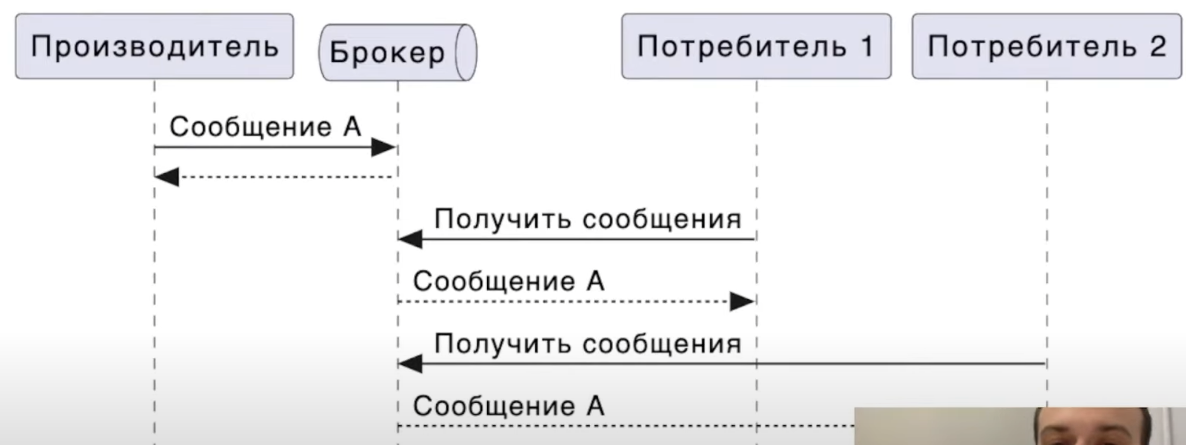 Производитель
Брокер
Потребитель 1
Потребитель 2
Сообщение А
Получить сообщения
Сообщение А
Получить сообщения
Сообщение А